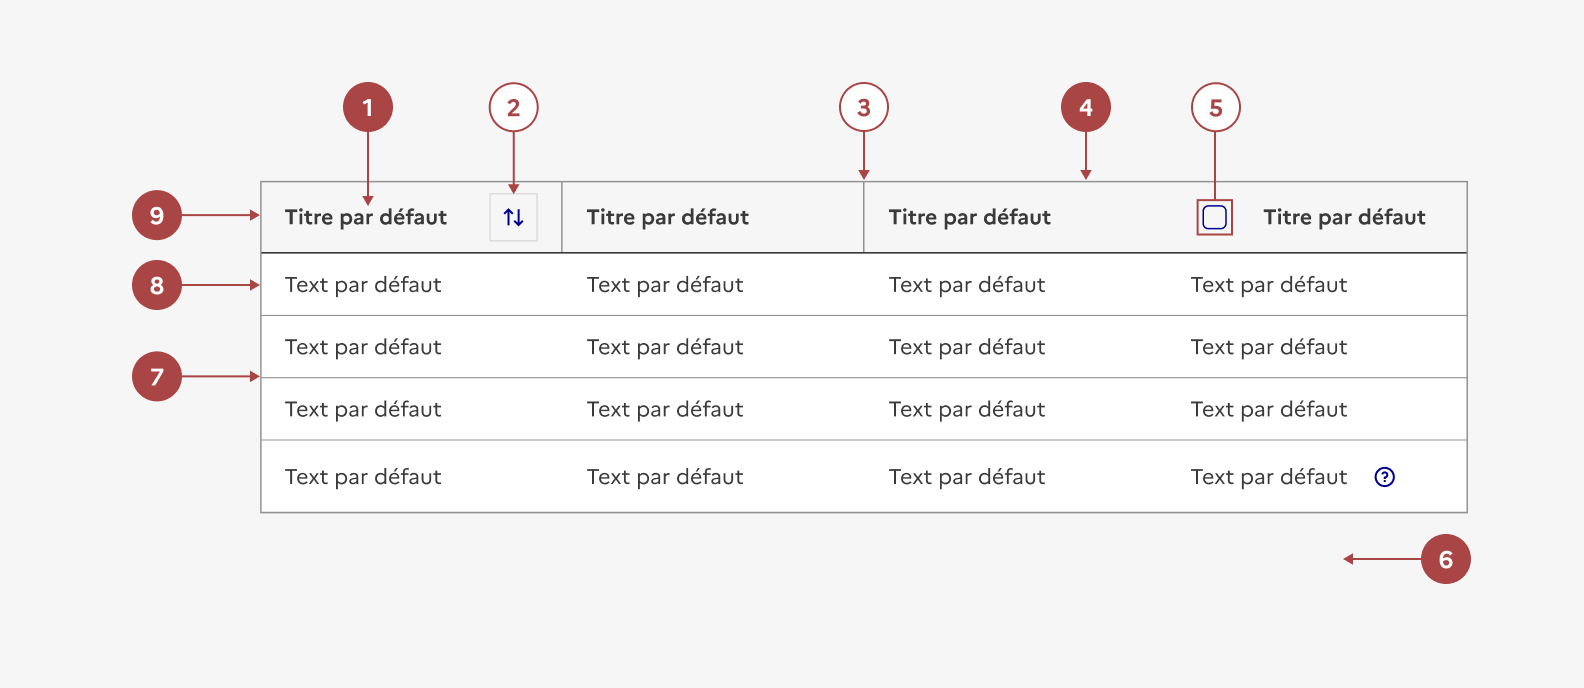 1 2 3 4 5
9 Titre par défaut Titre par défaut Titre par défaut Titre par défaut
8 Text par défaut Text par défaut Text par défaut Text par défaut
Text par défaut Text par défaut Text par défaut Text par défaut
7
Text par défaut Text par défaut Text par défaut Text par défaut
Text par défaut Text par défaut Text par défaut Text par défaut ?
6